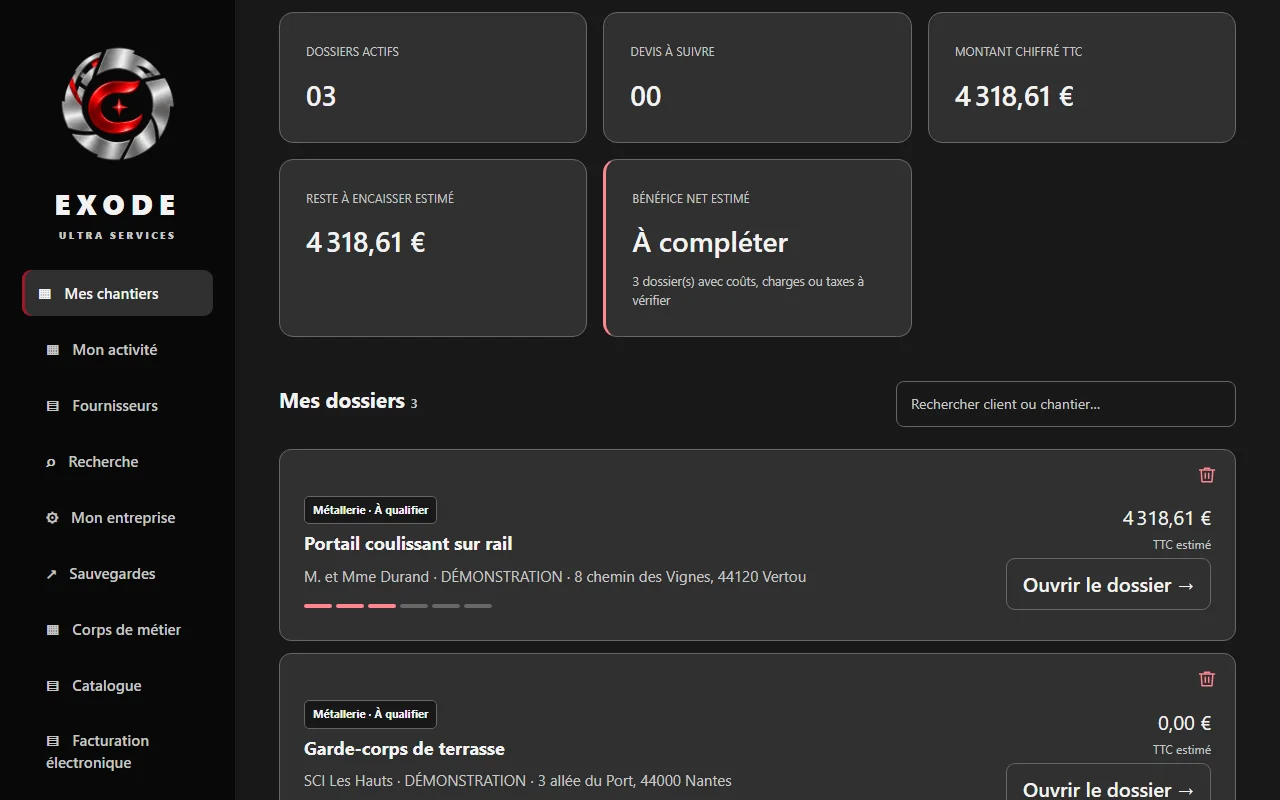 EXODE
ULTRA SERVICES
Mes chantiers
Mon activité
Fournisseurs
Recherche
Mon entreprise
Sauvegardes
Corps de métier
Catalogue
Facturation
électronique
DOSSIERS ACTIFS
03
DEVIS À SUIVRE
00
MONTANT CHIFFRÉ TTC
4 318,61 €
RESTE À ENCAISSER ESTIMÉ
4 318,61 €
BÉNÉFICE NET ESTIMÉ
À compléter
3 dossier(s) avec coûts, charges ou taxes à
vérifier
Mes dossiers 3
Rechercher client ou chantier...
Métallerie · À qualifier
Portail coulissant sur rail
M. et Mme Durand · DÉMONSTRATION · 8 chemin des Vignes, 44120 Vertou
4 318,61 €
TTC estimé
Ouvrir le dossier →
Métallerie · À qualifier
Garde-corps de terrasse
SCI Les Hauts · DÉMONSTRATION · 3 allée du Port, 44000 Nantes
0,00 €
TTC estimé
Ouvrir le dossier →